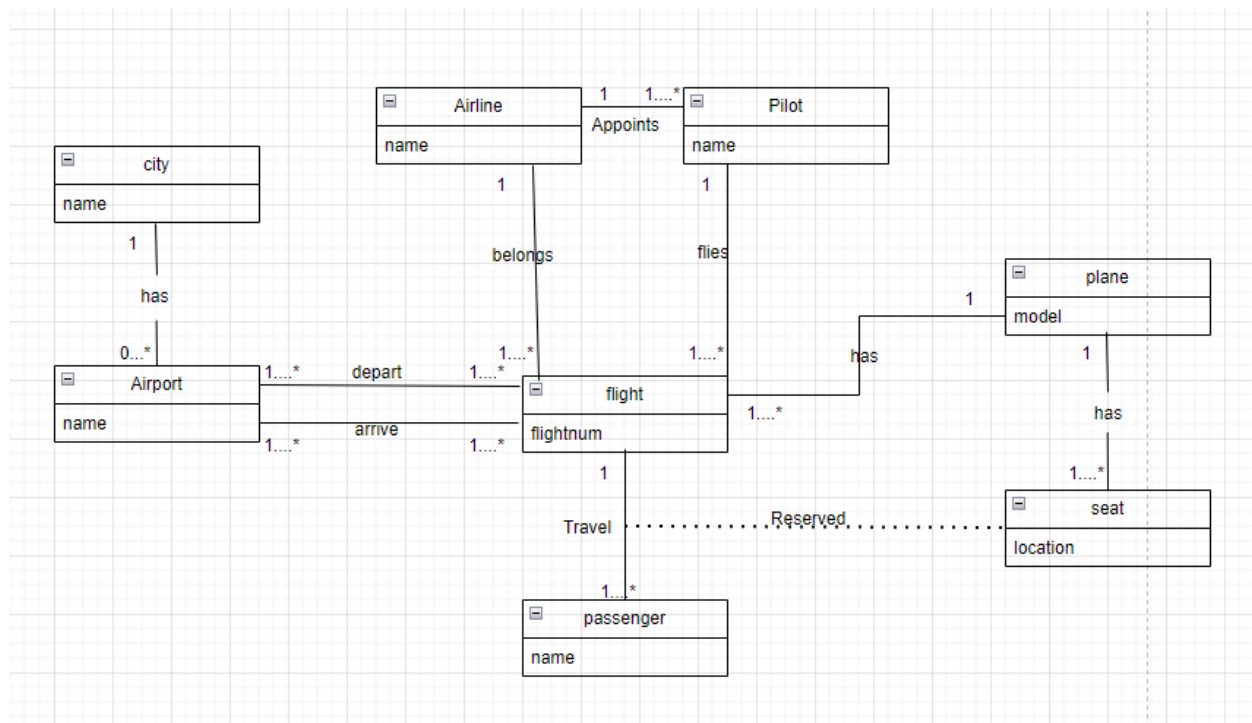 Airline
name
1
1....*
Appoints
Pilot
name
city
name
1
has
0...*
1
belongs
1....*
1
flies
1....*
plane
model
1
has
1....*
1
has
1....*
Airport
name
1....*
depart
1....*
1....*
arrive
1....*
flight
flightnum
1
Travel
Reserved
1....*
seat
location
passenger
name